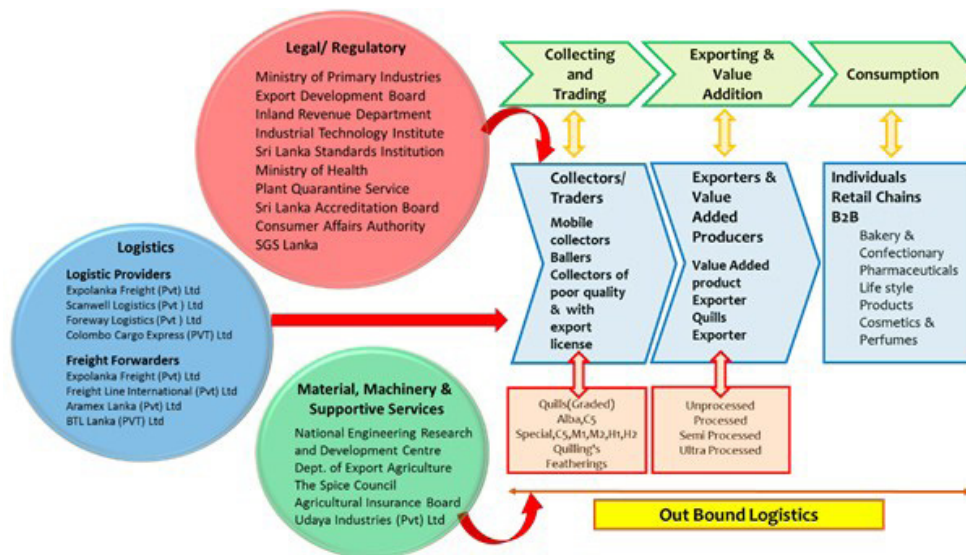 Legal/ Regulatory
Ministry of Primary Industries
Export Development Board
Inland Revenue Department
Industrial Technology Institute
Sri Lanka Standards Institution
Ministry of Health
Plant Quarantine Service
Sri Lanka Accreditation Board
Consumer Affairs Authority
SGS Lanka
Logistics
Logistic Providers
Expolanka Freight (Pvt) Ltd
Scanwell Logistics (Pvt ) Ltd
Foreway Logistics (Pvt ) Ltd
Colombo Cargo Express (PVT) Ltd
Freight Forwarders
Expolanka Freight (Pvt) Ltd
Freight Line International (Pvt) Ltd
Aramex Lanka (Pvt) Ltd
BTL Lanka (PVT) Ltd
Material, Machinery &
Supportive Services
National Engineering Research
and Development Centre
Dept. of Export Agriculture
The Spice Council
Agricultural Insurance Board
Udaya Industries (Pvt) Ltd
Collecting
and
Trading
Exporting &
Value
Addition
Consumption
Collectors/
Traders
Mobile
collectors
Ballers
Collectors of
poor quality
& with
export
license
Exporters &
Value
Added
Producers
Value Added
product
Exporter
Quills
Exporter
Individuals
Retail Chains
B2B
Bakery &
Confectionary
Pharmaceuticals
Life style
Products
Cosmetics &
Perfumes
Quills(Graded)
Alba,C5
Special,C5,M1,M2,H1,H2
Quilling's
Featherings
Unprocessed
Processed
Semi Processed
Ultra Processed
Out Bound Logistics